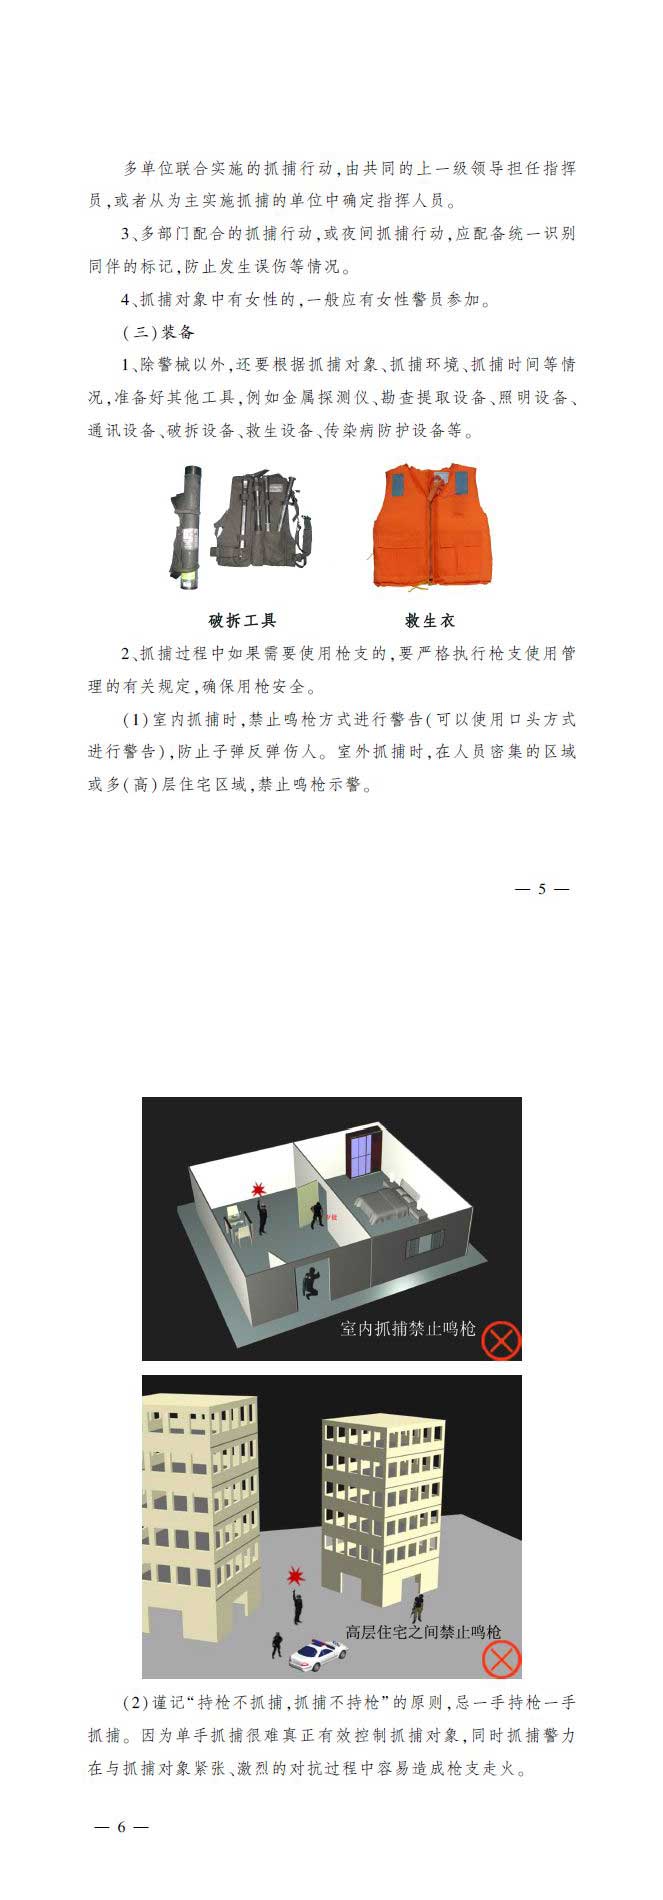 多单位联合实施的抓捕行动,由共同的上一级领导担任指挥
员,或者从为主实施抓捕的单位中确定指挥人员。
3、多部门配合的抓捕行动,或夜间抓捕行动,应配备统一识别
同伴的标记,防止发生误伤等情况。
4、抓捕对象中有女性的,一般应有女性警员参加。
(三)装备
1、除警械以外,还要根据抓捕对象、抓捕环境、抓捕时间等情
况,准备好其他工具,例如金属探测仪、勘查提取设备、照明设备、
通讯设备、破拆设备、救生设备、传染病防护设备等。
破拆工具 救生衣
2、抓捕过程中如果需要使用枪支的,要严格执行枪支使用管
理的有关规定,确保用枪安全。
(1)室内抓捕时,禁止鸣枪方式进行警告(可以使用口头方式
进行警告),防止子弹反弹伤人。室外抓捕时,在人员密集的区域
或多(高)层住宅区域,禁止鸣枪示警。
— 5 —
室内抓捕禁止鸣枪
高层住宅之间禁止鸣枪
(2)谨记“持枪不抓捕,抓捕不持枪”的原则,忌一手持枪一手
抓捕。因为单手抓捕很难真正有效控制抓捕对象,同时抓捕警力
在与抓捕对象紧张、激烈的对抗过程中容易造成枪支走火。
— 6 —